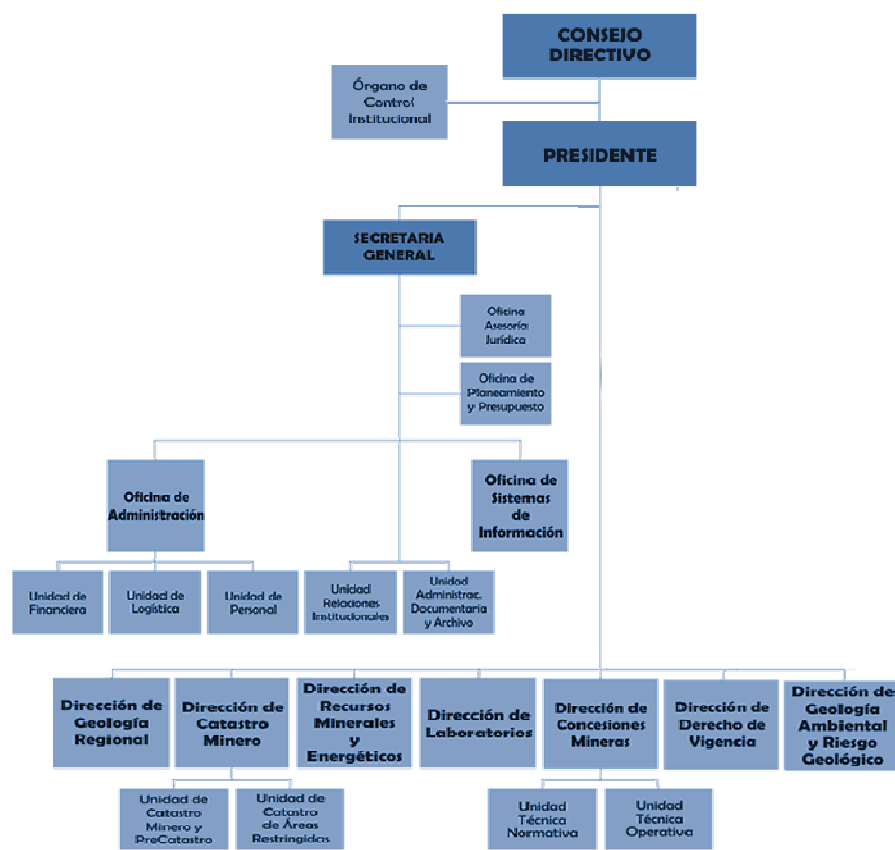 CONSEJO
DIRECTIVO
Órgano de
Control
Institucional
PRESIDENTE
SECRETARIA
GENERAL
Oficina
Asesoría
Jurídica
Oficina de
Planeamiento
y Presupuesto
Oficina de
Administración
Oficina de
Sistemas
de
Información
Unidad de
Financiera
Unidad de
Logística
Unidad de
Personal
Unidad
Relaciones
Institucionales
Unidad
Administrac.
Documentaria
y Archivo
Dirección de
Geología
Regional
Dirección de
Catastro
Minero
Dirección de
Recursos
Minerales
y
Energéticos
Dirección de
Laboratorios
Dirección de
Concesiones
Mineras
Dirección de
Derecho de
Vigencia
Dirección de
Geología
Ambiental
y Riesgo
Geológico
Unidad de
Catastro
Minero y
PreCatastro
Unidad de
Catastro
de Áreas
Restringidas
Unidad
Técnica
Normativa
Unidad
Técnica
Operativa